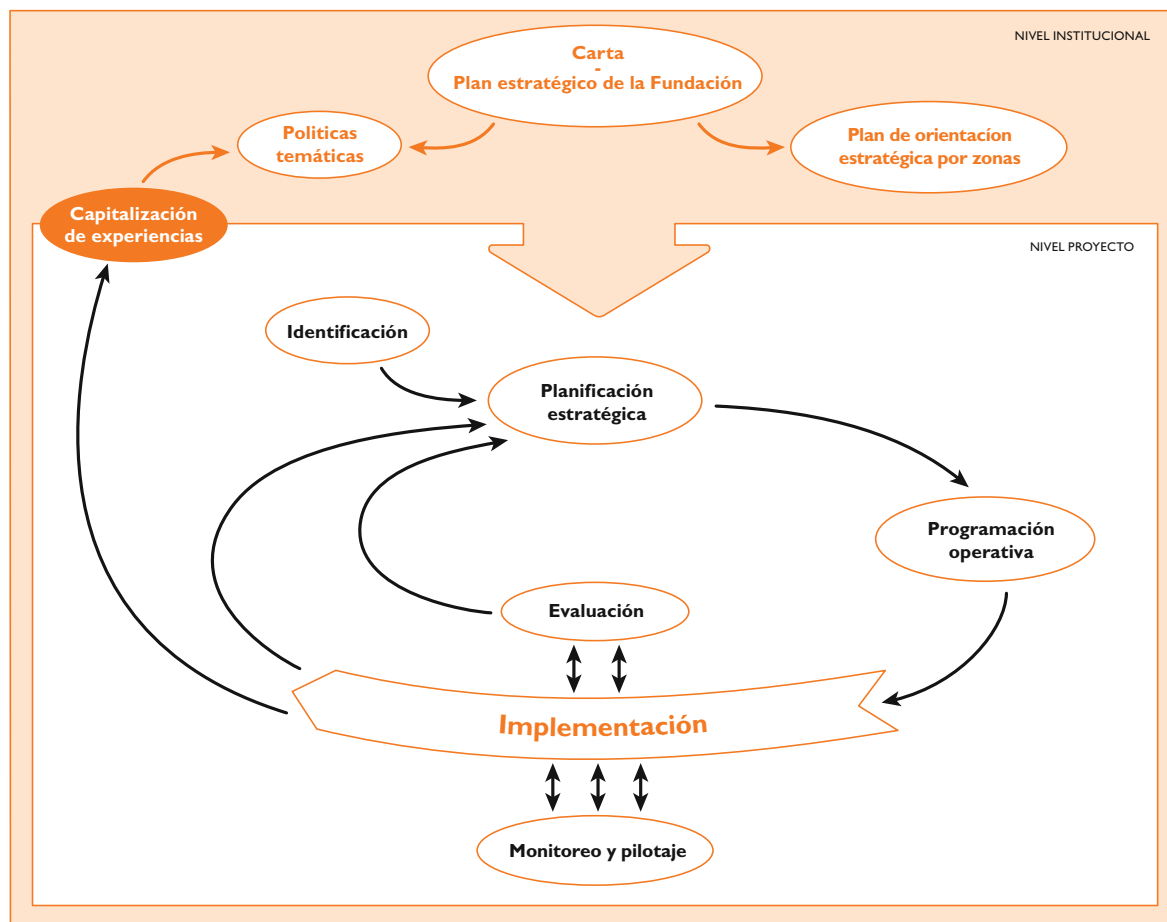 NIVEL INSTITUCIONAL
Carta
-
Plan estratégico de la Fundación
Politicas
temáticas
Plan de orientacíon
estratégica por zonas
Capitalización
de experiencias
NIVEL PROYECTO
Identificación
Planificación
estratégica
Programación
operativa
Evaluación
Implementación
Monitoreo y pilotaje